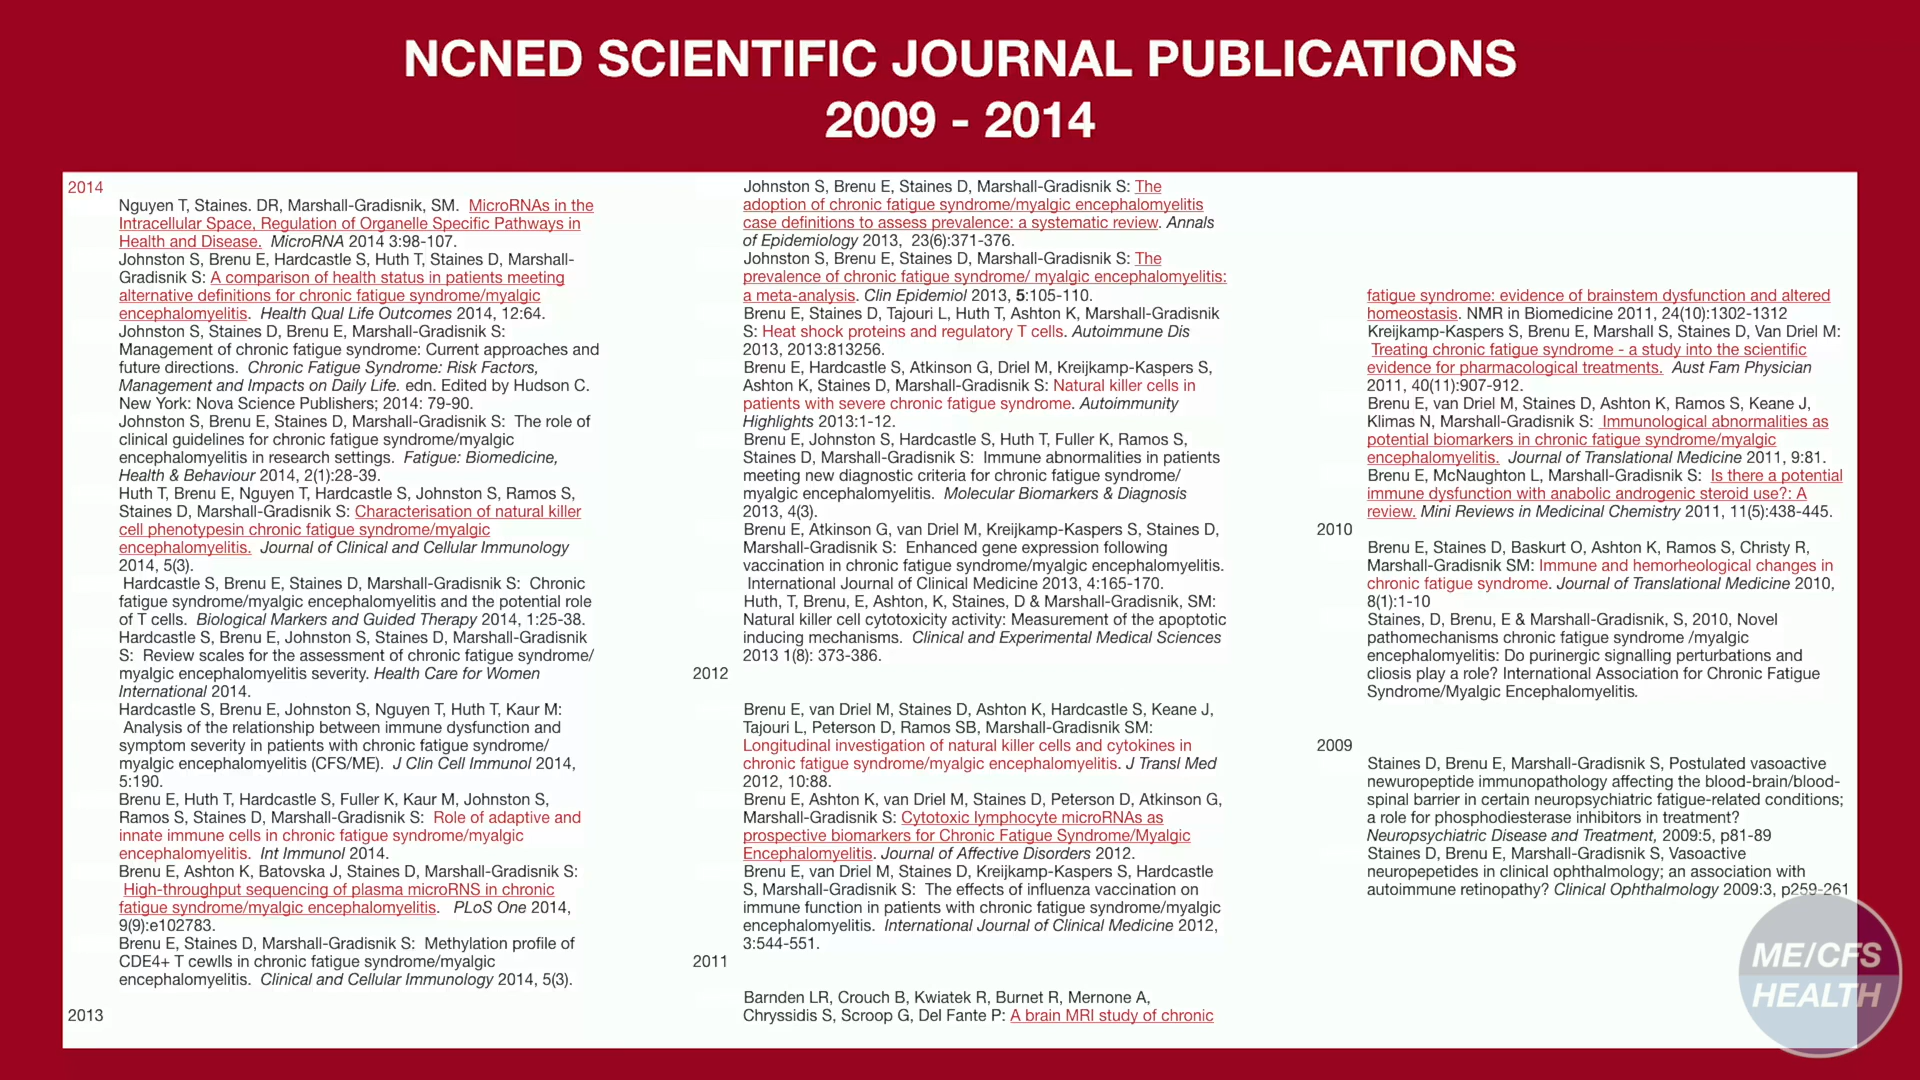 NCNED SCIENTIFIC JOURNAL PUBLICATIONS
2009 - 2014
2014
Nguyen T, Staines. DR, Marshall-Gradisnik, SM. MicroRNAs in the
Intracellular Space, Regulation of Organelle Specific Pathways in
Health and Disease. MicroRNA 2014 3:98-107.
Johnston S, Brenu E, Hardcastle S, Huth T, Staines D, Marshall-
Gradisnik S: A comparison of health status in patients meeting
alternative definitions for chronic fatigue syndrome/myalgic
encephalomyelitis. Health Qual Life Outcomes 2014, 12:64.
Johnston S, Staines D, Brenu E, Marshall-Gradisnik S:
Management of chronic fatigue syndrome: Current approaches and
future directions. Chronic Fatigue Syndrome: Risk Factors,
Management and Impacts on Daily Life. edn. Edited by Hudson C.
New York: Nova Science Publishers; 2014: 79-90.
Johnston S, Brenu E, Staines D, Marshall-Gradisnik S: The role of
clinical guidelines for chronic fatigue syndrome/myalgic
encephalomyelitis in research settings. Fatigue: Biomedicine,
Health & Behaviour 2014, 2(1):28-39.
Huth T, Brenu E, Nguyen T, Hardcastle S, Johnston S, Ramos S,
Staines D, Marshall-Gradisnik S: Characterisation of natural killer
cell phenotypesin chronic fatigue syndrome/myalgic
encephalomyelitis. Journal of Clinical and Cellular Immunology
2014, 5(3).
Hardcastle S, Brenu E, Staines D, Marshall-Gradisnik S: Chronic
fatigue syndrome/myalgic encephalomyelitis and the potential role
of T cells. Biological Markers and Guided Therapy 2014, 1:25-38.
Hardcastle S, Brenu E, Johnston S, Staines D, Marshall-Gradisnik
S: Review scales for the assessment of chronic fatigue syndrome/
myalgic encephalomyelitis severity. Health Care for Women
International 2014.
Hardcastle S, Brenu E, Johnston S, Nguyen T, Huth T, Kaur M:
Analysis of the relationship between immune dysfunction and
symptom severity in patients with chronic fatigue syndrome/
myalgic encephalomyelitis (CFS/ME). J Clin Cell Immunol 2014,
5:190.
Brenu E, Huth T, Hardcastle S, Fuller K, Kaur M, Johnston S,
Ramos S, Staines D, Marshall-Gradisnik S: Role of adaptive and
innate immune cells in chronic fatigue syndrome/myalgic
encephalomyelitis. Int Immunol 2014.
Brenu E, Ashton K, Batovska J, Staines D, Marshall-Gradisnik S:
High-throughput sequencing of plasma microRNS in chronic
fatigue syndrome/myalgic encephalomyelitis. PLoS One 2014,
9(9):e102783.
Brenu E, Staines D, Marshall-Gradisnik S: Methylation profile of
CDE4+ T cewlls in chronic fatigue syndrome/myalgic
encephalomyelitis. Clinical and Cellular Immunology 2014, 5(3).
2013
Johnston S, Brenu E, Staines D, Marshall-Gradisnik S: The
adoption of chronic fatigue syndrome/myalgic encephalomyelitis
case definitions to assess prevalence: a systematic review. Annals
of Epidemiology 2013, 23(6):371-376.
Johnston S, Brenu E, Staines D, Marshall-Gradisnik S: The
prevalence of chronic fatigue syndrome/ myalgic encephalomyelitis:
a meta-analysis. Clin Epidemiol 2013, 5:105-110.
Brenu E, Staines D, Tajouri L, Huth T, Ashton K, Marshall-Gradisnik
S: Heat shock proteins and regulatory T cells. Autoimmune Dis
2013, 2013:813256.
Brenu E, Hardcastle S, Atkinson G, Driel M, Kreijkamp-Kaspers S,
Ashton K, Staines D, Marshall-Gradisnik S: Natural killer cells in
patients with severe chronic fatigue syndrome. Autoimmunity
Highlights 2013:1-12.
Brenu E, Johnston S, Hardcastle S, Huth T, Fuller K, Ramos S,
Staines D, Marshall-Gradisnik S: Immune abnormalities in patients
meeting new diagnostic criteria for chronic fatigue syndrome/
myalgic encephalomyelitis. Molecular Biomarkers & Diagnosis
2013, 4(3).
Brenu E, Atkinson G, van Driel M, Kreijkamp-Kaspers S, Staines D,
Marshall-Gradisnik S: Enhanced gene expression following
vaccination in chronic fatigue syndrome/myalgic encephalomyelitis.
International Journal of Clinical Medicine 2013, 4:165-170.
Huth, T, Brenu, E, Ashton, K, Staines, D & Marshall-Gradisnik, SM:
Natural killer cell cytotoxicity activity: Measurement of the apoptotic
inducing mechanisms. Clinical and Experimental Medical Sciences
2013 1(8): 373-386.
2012
Brenu E, van Driel M, Staines D, Ashton K, Hardcastle S, Keane J,
Tajouri L, Peterson D, Ramos SB, Marshall-Gradisnik SM:
Longitudinal investigation of natural killer cells and cytokines in
chronic fatigue syndrome/myalgic encephalomyelitis. J Transl Med
2012, 10:88.
Brenu E, Ashton K, van Driel M, Staines D, Peterson D, Atkinson G,
Marshall-Gradisnik S: Cytotoxic lymphocyte microRNAs as
prospective biomarkers for Chronic Fatigue Syndrome/Myalgic
Encephalomyelitis. Journal of Affective Disorders 2012.
Brenu E, van Driel M, Staines D, Kreijkamp-Kaspers S, Hardcastle
S, Marshall-Gradisnik S: The effects of influenza vaccination on
immune function in patients with chronic fatigue syndrome/myalgic
encephalomyelitis. International Journal of Clinical Medicine 2012,
3:544-551.
2011
Barnden LR, Crouch B, Kwiatek R, Burnet R, Mernone A,
Chryssidis S, Scroop G, Del Fante P: A brain MRI study of chronic
fatigue syndrome: evidence of brainstem dysfunction and altered
homeostasis. NMR in Biomedicine 2011, 24(10):1302-1312
Kreijkamp-Kaspers S, Brenu E, Marshall S, Staines D, Van Driel M:
Treating chronic fatigue syndrome - a study into the scientific
evidence for pharmacological treatments. Aust Fam Physician
2011, 40(11):907-912.
Brenu E, van Driel M, Staines D, Ashton K, Ramos S, Keane J,
Klimas N, Marshall-Gradisnik S: Immunological abnormalities as
potential biomarkers in chronic fatigue syndrome/myalgic
encephalomyelitis. Journal of Translational Medicine 2011, 9:81.
Brenu E, McNaughton L, Marshall-Gradisnik S: Is there a potential
immune dysfunction with anabolic androgenic steroid use?: A
review. Mini Reviews in Medicinal Chemistry 2011, 11(5):438-445.
2010
Brenu E, Staines D, Baskurt O, Ashton K, Ramos S, Christy R,
Marshall-Gradisnik SM: Immune and hemorheological changes in
chronic fatigue syndrome. Journal of Translational Medicine 2010,
8(1):1-10
Staines, D, Brenu, E & Marshall-Gradisnik, S, 2010, Novel
pathomechanisms chronic fatigue syndrome /myalgic
encephalomyelitis: Do purinergic signalling perturbations and
cliosis play a role? International Association for Chronic Fatigue
Syndrome/Myalgic Encephalomyelitis.
2009
Staines D, Brenu E, Marshall-Gradisnik S, Postulated vasoactive
newuropeptide immunopathology affecting the blood-brain/blood-
spinal barrier in certain neuropsychiatric fatigue-related conditions;
a role for phosphodiesterase inhibitors in treatment?
Neuropsychiatric Disease and Treatment, 2009:5, p81-89
Staines D, Brenu E, Marshall-Gradisnik S, Vasoactive
neuropepetides in clinical ophthalmology; an association with
autoimmune retinopathy? Clinical Ophthalmology 2009:3, p259-261
ME/CFS
HEALTH